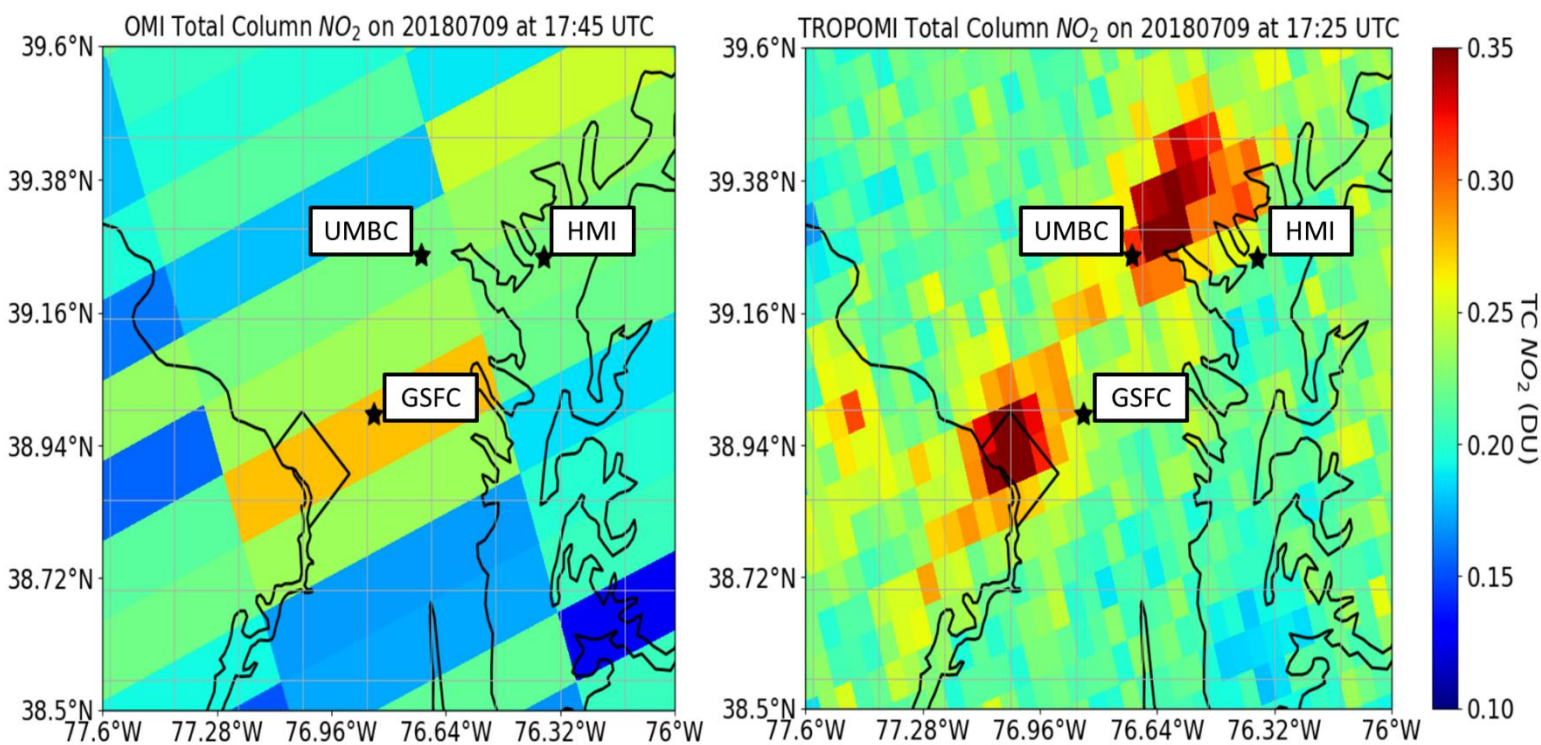 OMI Total Column NO₂ on 20180709 at 17:45 UTC
39.6°N
39.38°N
39.16°N
38.94°N
38.72°N
38.5°N
77.6°W
77.28°W
76.96°W
76.64°W
76.32°W
76°W
UMBC
HMI
GSFC
TROPOMI Total Column NO₂ on 20180709 at 17:25 UTC
39.6°N
39.38°N
39.16°N
38.94°N
38.72°N
38.5°N
77.6°W
77.28°W
76.96°W
76.64°W
76.32°W
76°W
UMBC
HMI
GSFC
0.35
0.30
0.25
0.20
0.15
0.10
TC NO₂ (DU)